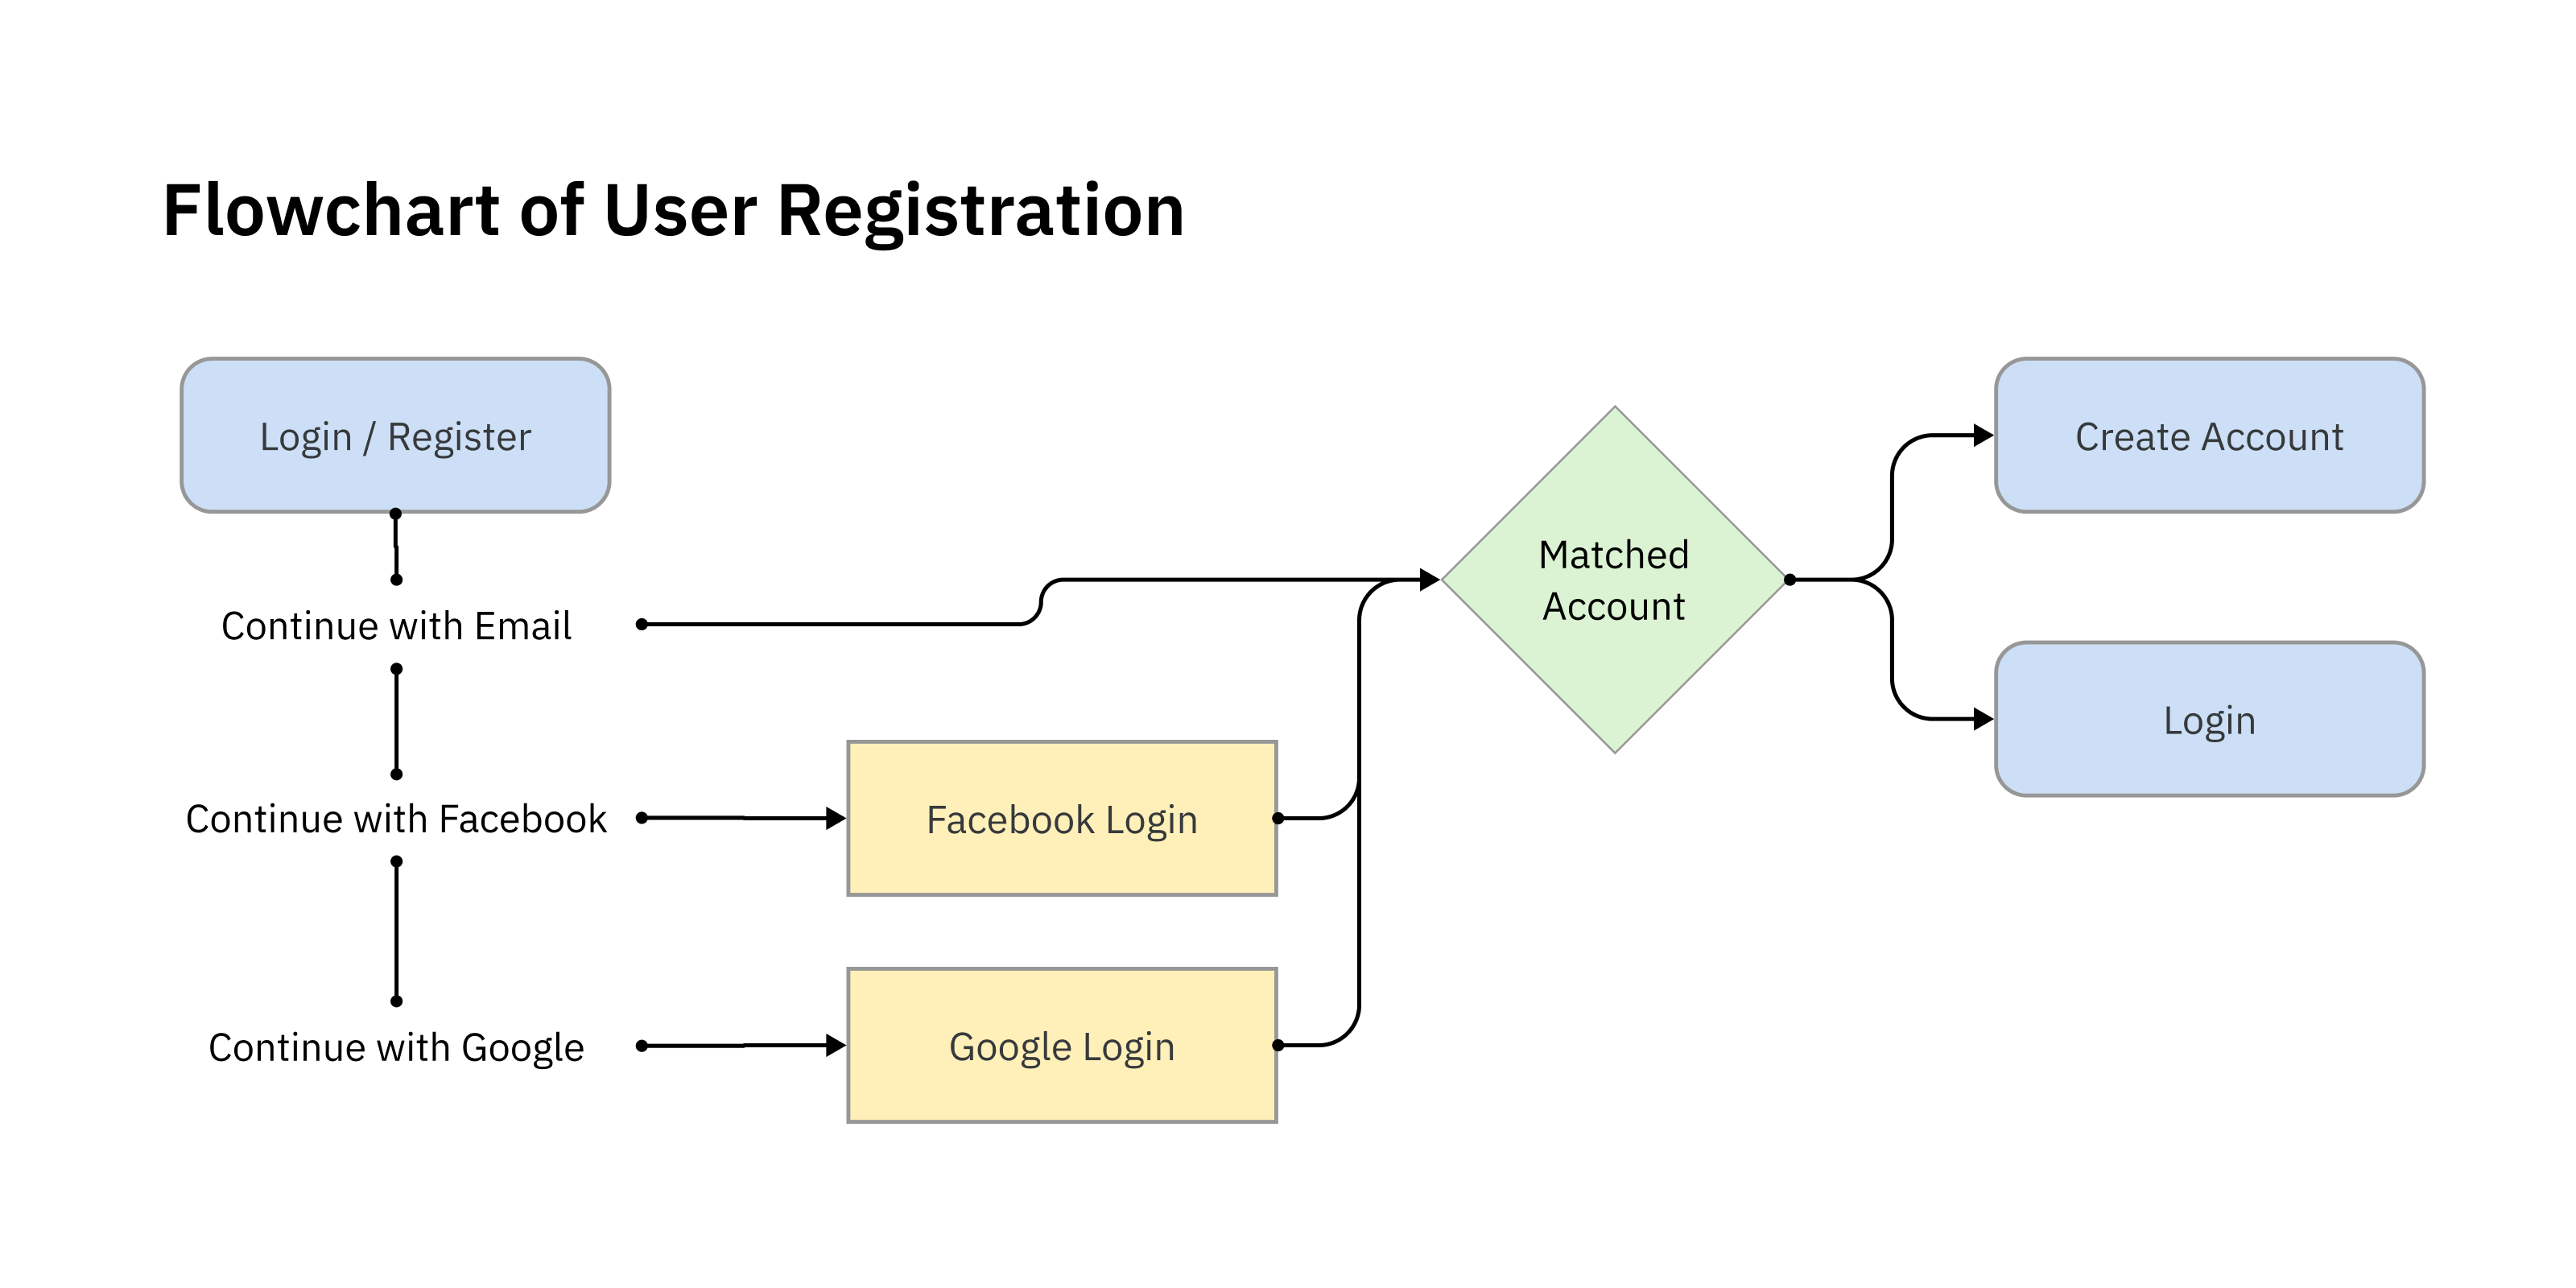 Flowchart of User Registration
Login / Register
Continue with Email
Continue with Facebook
Continue with Google
Facebook Login
Google Login
Matched
Account
Create Account
Login